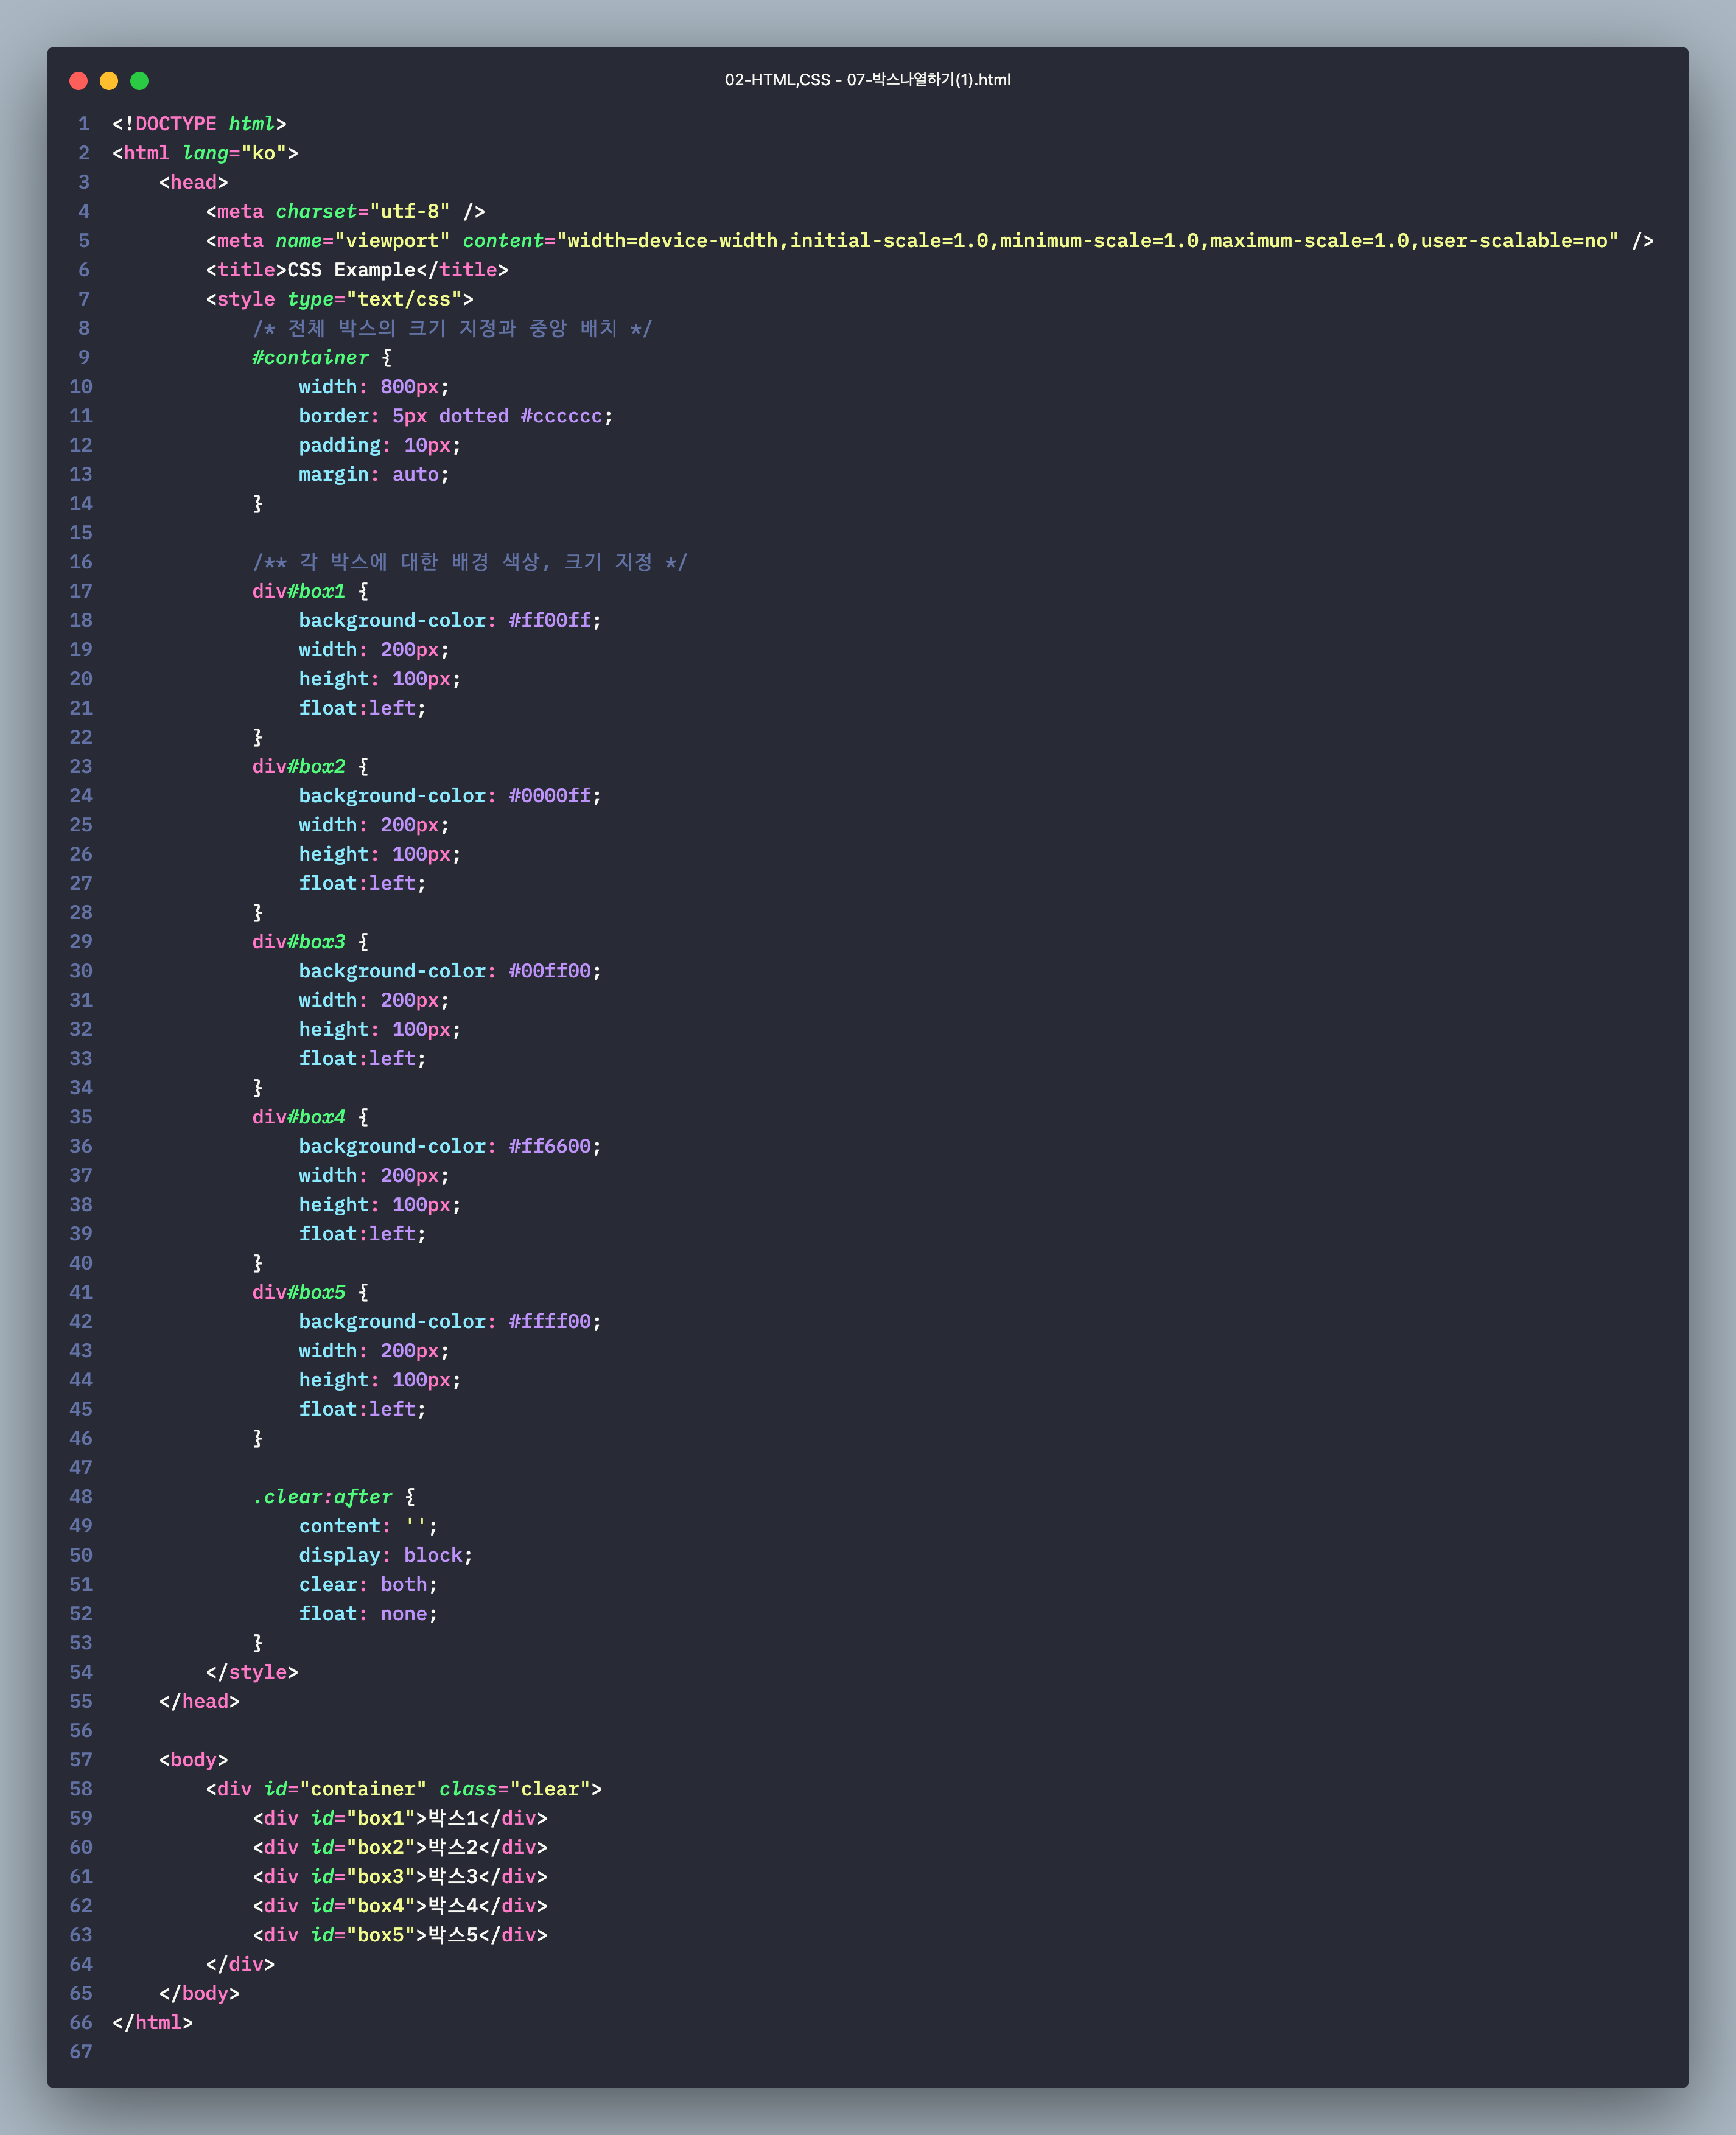 02-HTML,CSS - 07-박스나열하기(1).html
1 <!DOCTYPE html>
2 <html lang="ko">
3     <head>
4         <meta charset="utf-8" />
5         <meta name="viewport" content="width=device-width,initial-scale=1.0,minimum-scale=1.0,maximum-scale=1.0,user-scalable=no" />
6         <title>CSS Example</title>
7         <style type="text/css">
8             /* 전체 박스의 크기 지정과 중앙 배치 */
9             #container {
10                 width: 800px;
11                 border: 5px dotted #cccccc;
12                 padding: 10px;
13                 margin: auto;
14             }
15
16             /** 각 박스에 대한 배경 색상, 크기 지정 */
17             div#box1 {
18                 background-color: #ff00ff;
19                 width: 200px;
20                 height: 100px;
21                 float:left;
22             }
23             div#box2 {
24                 background-color: #0000ff;
25                 width: 200px;
26                 height: 100px;
27                 float:left;
28             }
29             div#box3 {
30                 background-color: #00ff00;
31                 width: 200px;
32                 height: 100px;
33                 float:left;
34             }
35             div#box4 {
36                 background-color: #ff6600;
37                 width: 200px;
38                 height: 100px;
39                 float:left;
40             }
41             div#box5 {
42                 background-color: #ffff00;
43                 width: 200px;
44                 height: 100px;
45                 float:left;
46             }
47
48             .clear:after {
49                 content: '';
50                 display: block;
51                 clear: both;
52                 float: none;
53             }
54         </style>
55     </head>
56
57     <body>
58         <div id="container" class="clear">
59             <div id="box1">박스1</div>
60             <div id="box2">박스2</div>
61             <div id="box3">박스3</div>
62             <div id="box4">박스4</div>
63             <div id="box5">박스5</div>
64         </div>
65     </body>
66 </html>
67